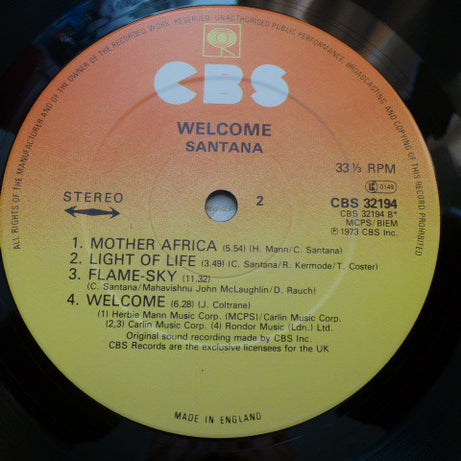 ALL RIGHTS OF THE MANUFACTURER AND OF THE OWNER OF THE RECORDED WORK RESERVED. UNAUTHORISED PUBLIC PERFORMANCE, BROADCASTING AND COPYING OF THIS RECORD PROHIBITED
CBS
WELCOME
SANTANA
33⅓ RPM
STEREO
2
0149
CBS 32194
CBS 32194 B*
MCPS/BIEM
℗ 1973 CBS Inc.
1. MOTHER AFRICA (5.54) (H. Mann/C. Santana)
2. LIGHT OF LIFE (3.49) (C. Santana/R. Kermode/T. Coster)
3. FLAME-SKY (11.32)
(C. Santana/Mahavishnu John McLaughlin/D. Rauch)
4. WELCOME (6.28) (J. Coltrane)
(1) Herbie Mann Music Corp. (MCPS)/Carlin Music Corp.
(2,3) Carlin Music Corp. (4) Rondor Music (Ldn.) Ltd.
Original sound recording made by CBS Inc.
CBS Records are the exclusive licensees for the UK
MADE IN ENGLAND